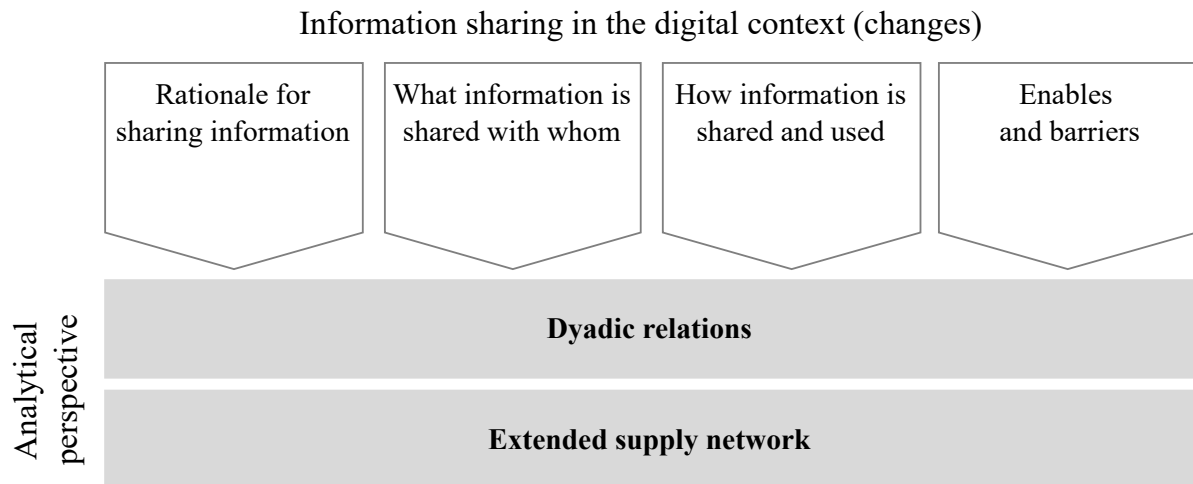 Information sharing in the digital context (changes)
Rationale for
sharing information
What information is
shared with whom
How information is
shared and used
Enables
and barriers
Analytical
perspective
Dyadic relations
Extended supply network